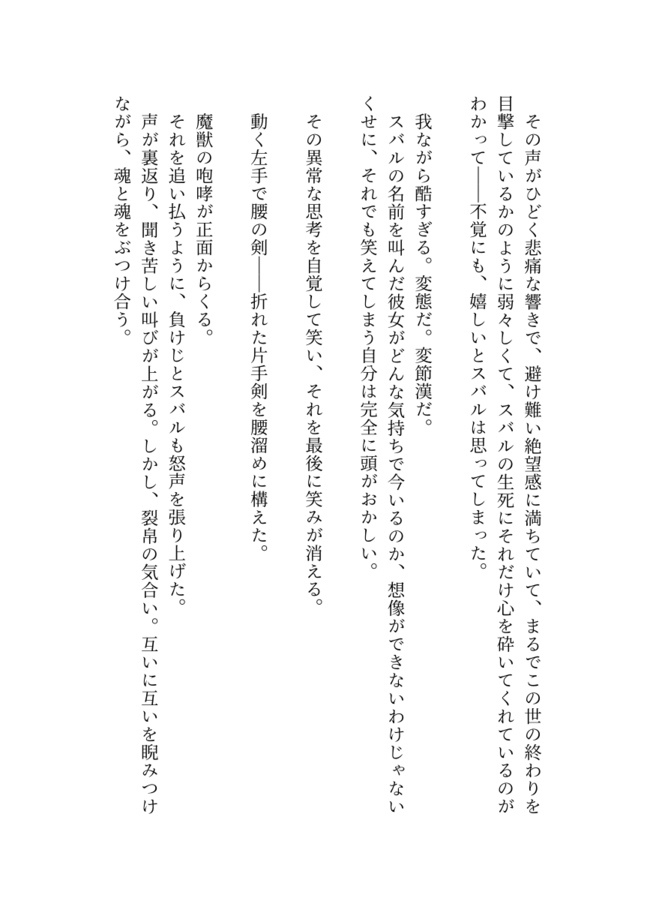 その声がひどく悲痛な響きで、避け難い絶望感に満ちていて、まるでこの世の終わりを
目撃しているかのように弱々しくて、スバルの生死にそれだけ心を砕いてくれているのが
わかって――不覚にも、嬉しいとスバルは思ってしまった。
我ながら酷すぎる。変態だ。変節漢だ。
スバルの名前を叫んだ彼女がどんな気持ちで今いるのか、想像ができないわけじゃない
くせに、それでも笑えてしまう自分は完全に頭がおかしい。
その異常な思考を自覚して笑い、それを最後に笑みが消える。
動く左手で腰の剣――折れた片手剣を腰溜めに構えた。
魔獣の咆哮が正面からくる。
それを追い払うように、負けじとスバルも怒声を張り上げた。
声が裏返り、聞き苦しい叫びが上がる。しかし、裂帛の気合い。互いに互いを睨みつけ
ながら、魂と魂をぶつけ合う。